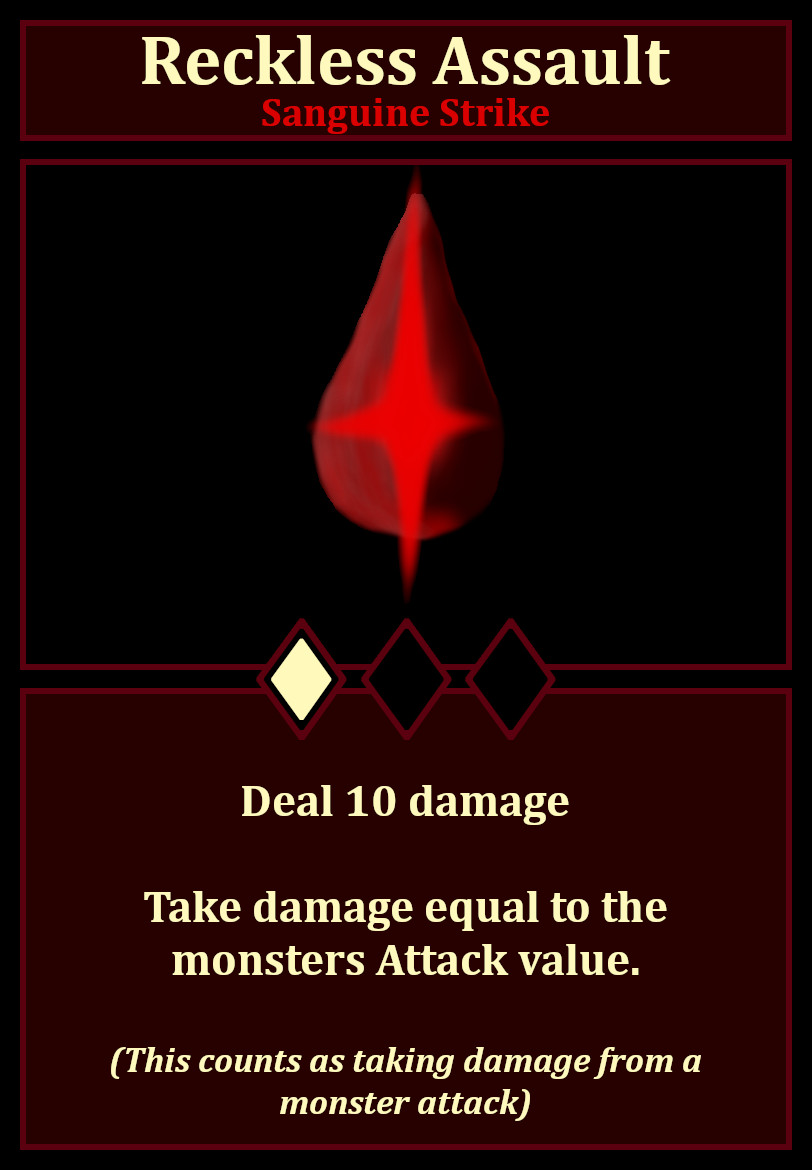 Reckless Assault
Sanguine Strike
Deal 10 damage
Take damage equal to the
monsters Attack value.
(This counts as taking damage from a
monster attack)